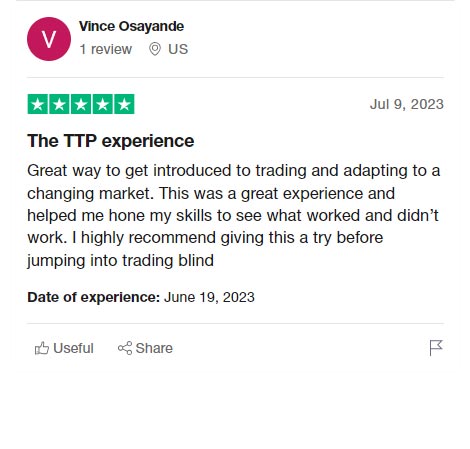 V
Vince Osayande
1 review US
Jul 9, 2023
The TTP experience
Great way to get introduced to trading and adapting to a
changing market. This was a great experience and
helped me hone my skills to see what worked and didn’t
work. I highly recommend giving this a try before
jumping into trading blind
Date of experience: June 19, 2023
Useful Share